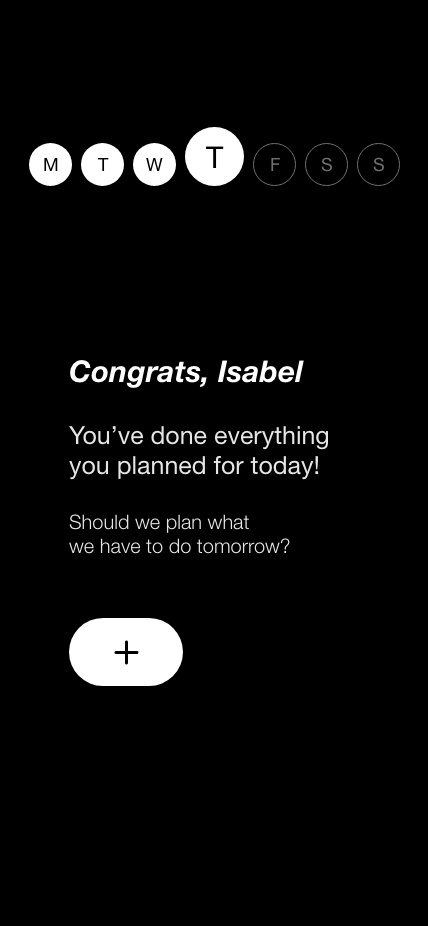 M T W T F S S
Congrats, Isabel
You’ve done everything
you planned for today!
Should we plan what
we have to do tomorrow?
+